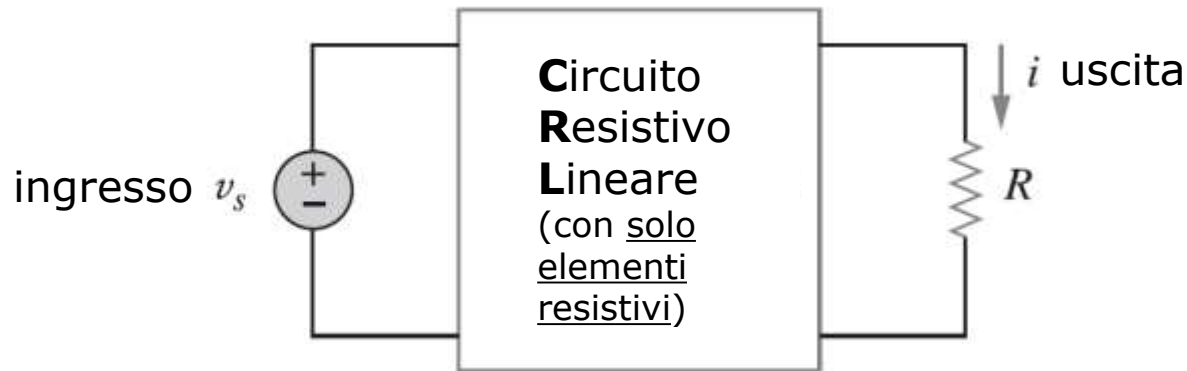 Circuito
Resistivo
Lineare
(con solo
elementi
resistivi)
ingresso v_s
+
−
i uscita
R